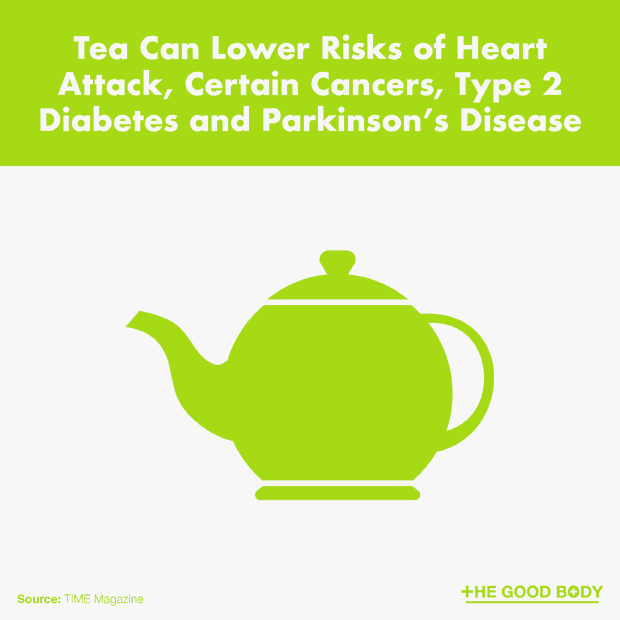 Tea Can Lower Risks of Heart
Attack, Certain Cancers, Type 2
Diabetes and Parkinson’s Disease
Source: TIME Magazine
THE GOOD BODY